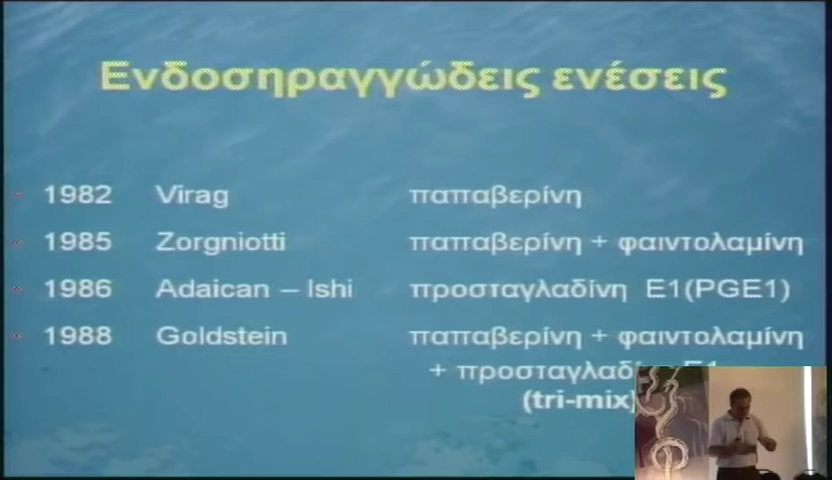 Ενδοσηραγγώδεις ενέσεις
1982 Virag παπαβερίνη
1985 Zorgniotti παπαβερίνη + φαιντολαμίνη
1986 Adaican – Ishi προσταγλαδίνη E1(PGE1)
1988 Goldstein παπαβερίνη + φαιντολαμίνη
+
(tri-mix)